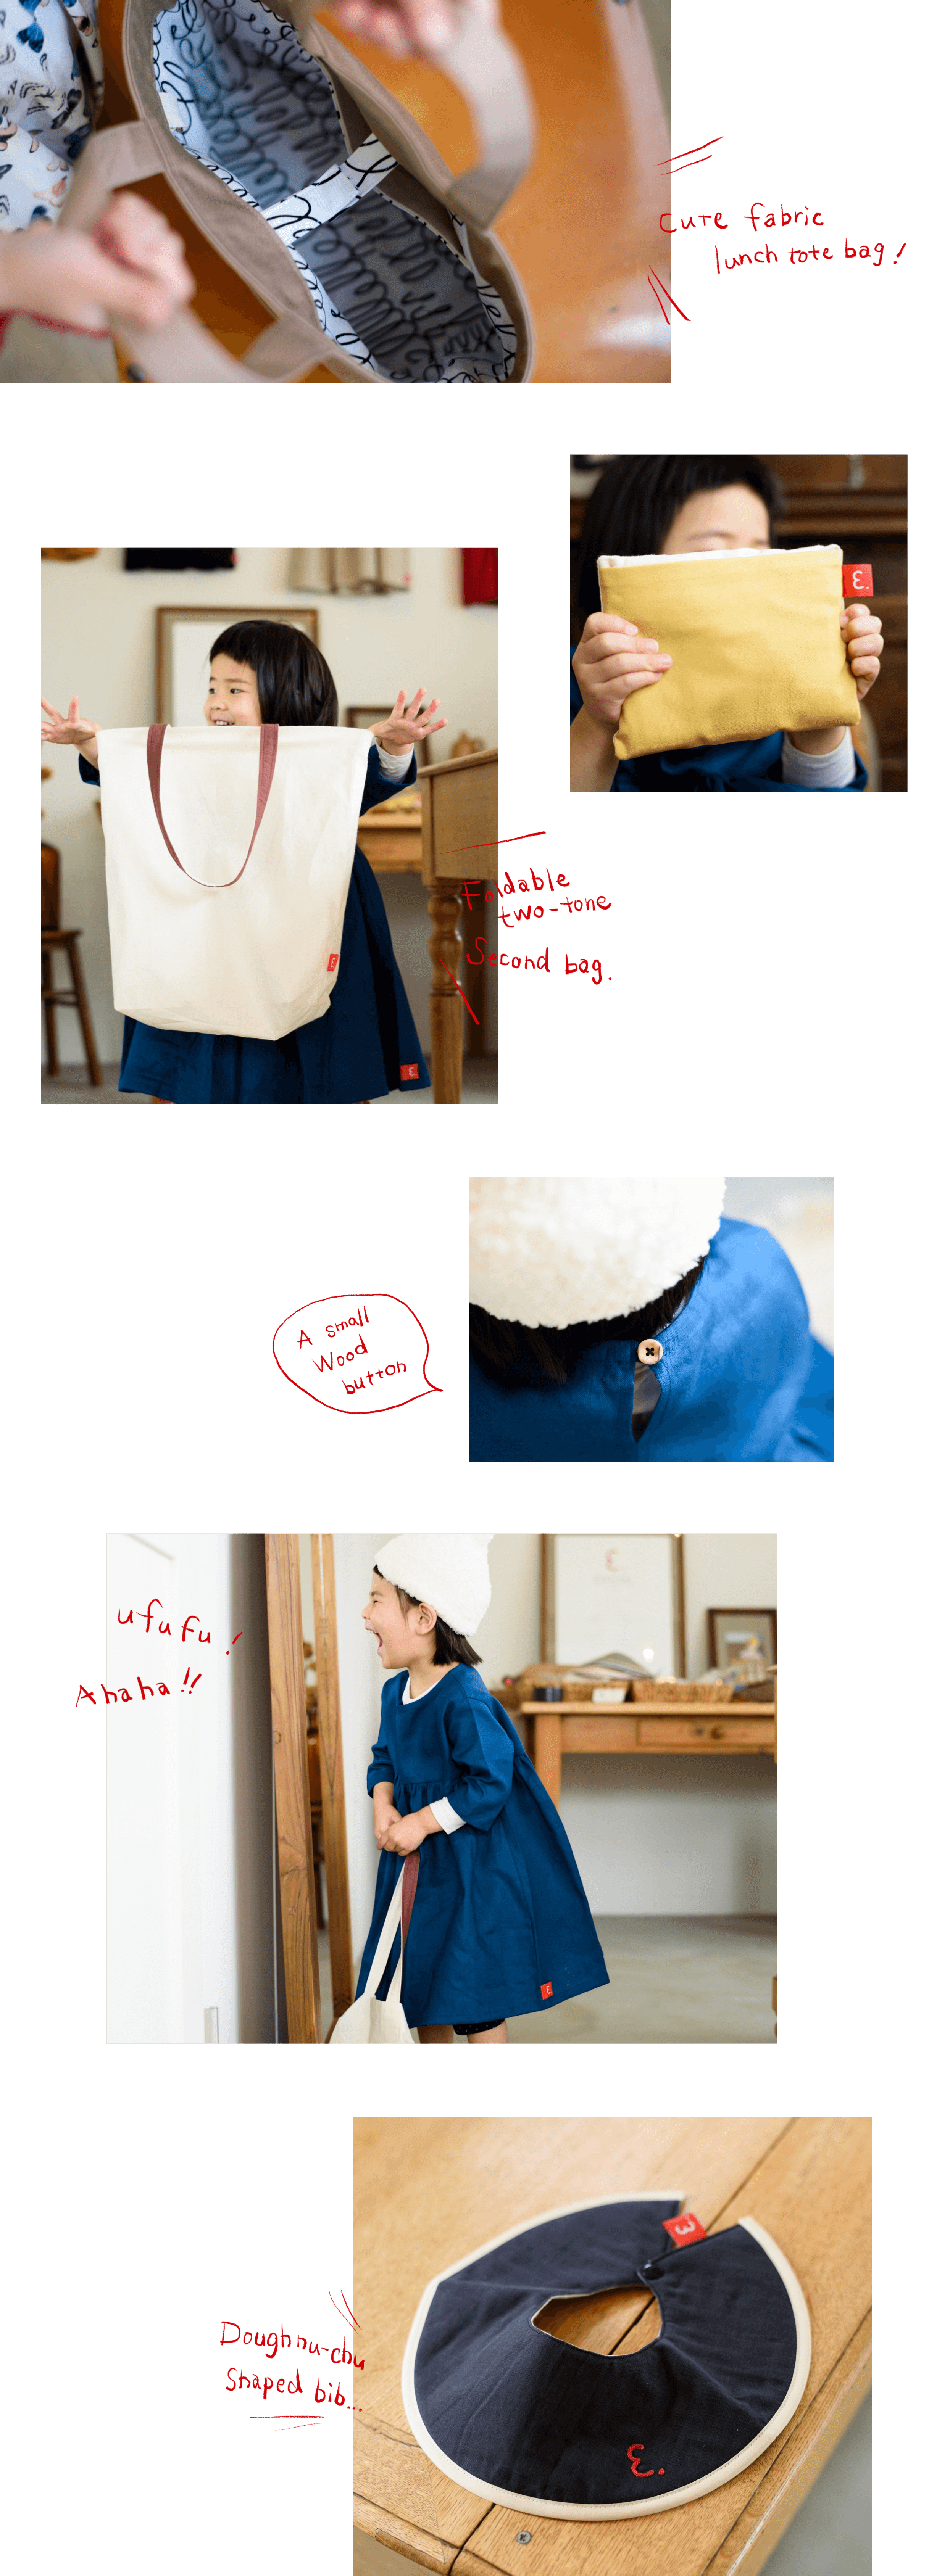 Cute fabric
lunch tote bag!
Foldable
two-tone
Second bag.
A small
Wood
button
ufufu!
Ahaha!!
Doughnu-chu
Shaped bib...